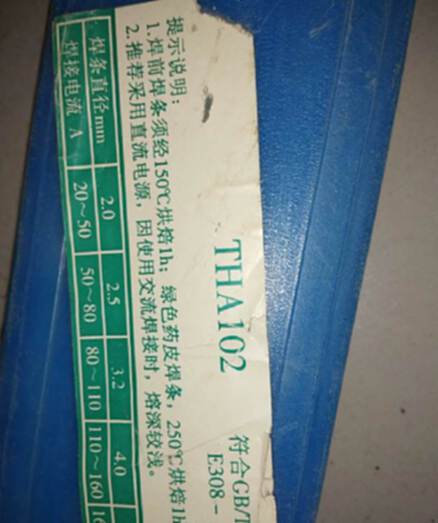 THA102
符合GB/T
E308-
提示说明：
1.焊前焊条须经150℃烘焙1h；绿色药皮焊条，250℃烘焙1h
2.推荐采用直流电源，因使用交流焊接时，熔深较浅。
焊条直径mm 2.0 2.5 3.2 4.0
焊接电流 A 20～50 50～80 80～110 110～160